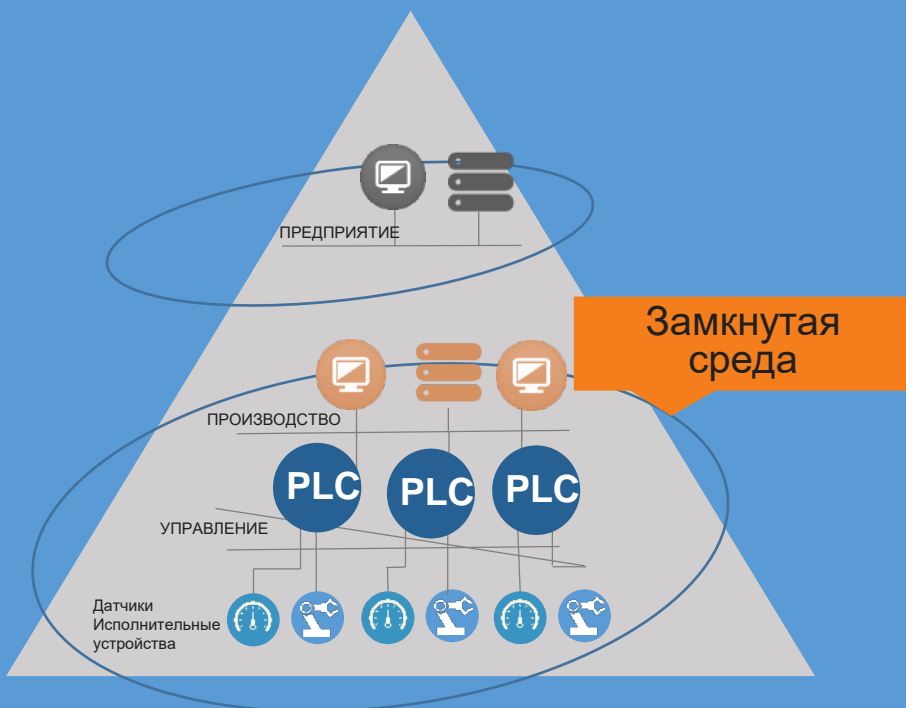 ПРЕДПРИЯТИЕ
Замкнутая
среда
ПРОИЗВОДСТВО
PLC PLC PLC
УПРАВЛЕНИЕ
Датчики
Исполнительные
устройства